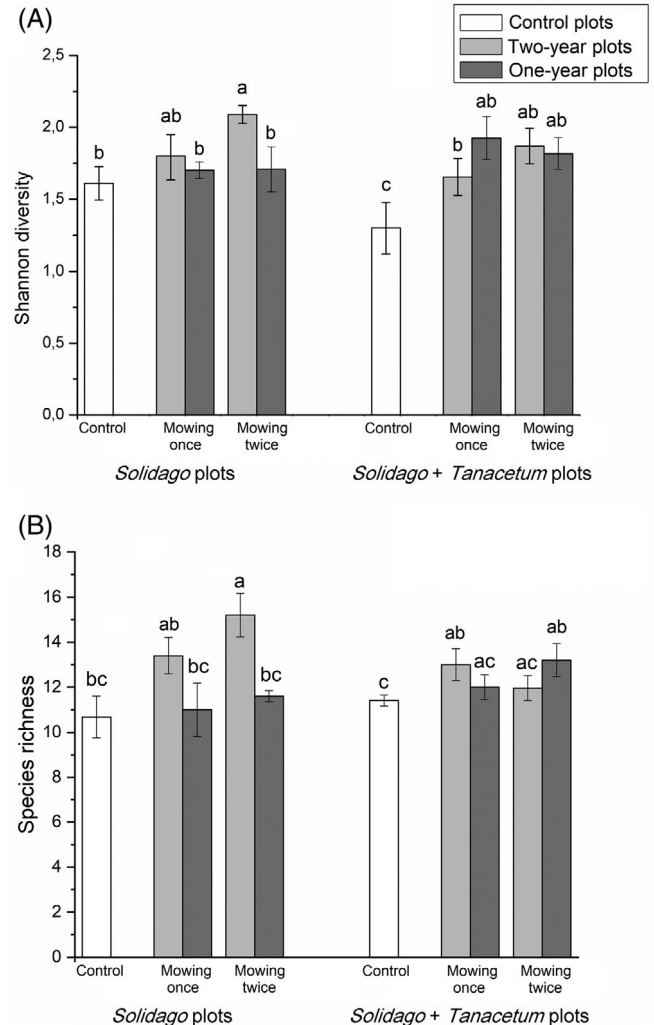 (A)
Control plots
Two-year plots
One-year plots
Shannon diversity
2,5
2,0
1,5
1,0
0,5
0,0
b
ab
b
a
b
c
b
ab
ab
ab
Control
Mowing once
Mowing twice
Control
Mowing once
Mowing twice
Solidago plots
Solidago + Tanacetum plots
(B)
Species richness
18
16
14
12
10
8
6
4
2
0
bc
ab
bc
a
bc
c
ab
ac
ac
ab
Control
Mowing once
Mowing twice
Control
Mowing once
Mowing twice
Solidago plots
Solidago + Tanacetum plots